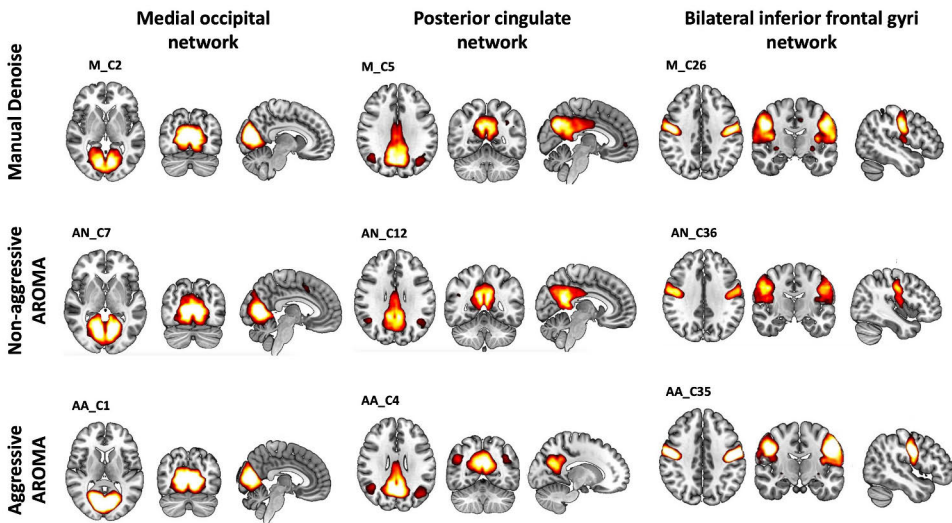 Medial occipital
network
Posterior cingulate
network
Bilateral inferior frontal gyri
network
Manual Denoise
M_C2
M_C5
M_C26
Non-aggressive
AROMA
AN_C7
AN_C12
AN_C36
Aggressive
AROMA
AA_C1
AA_C4
AA_C35